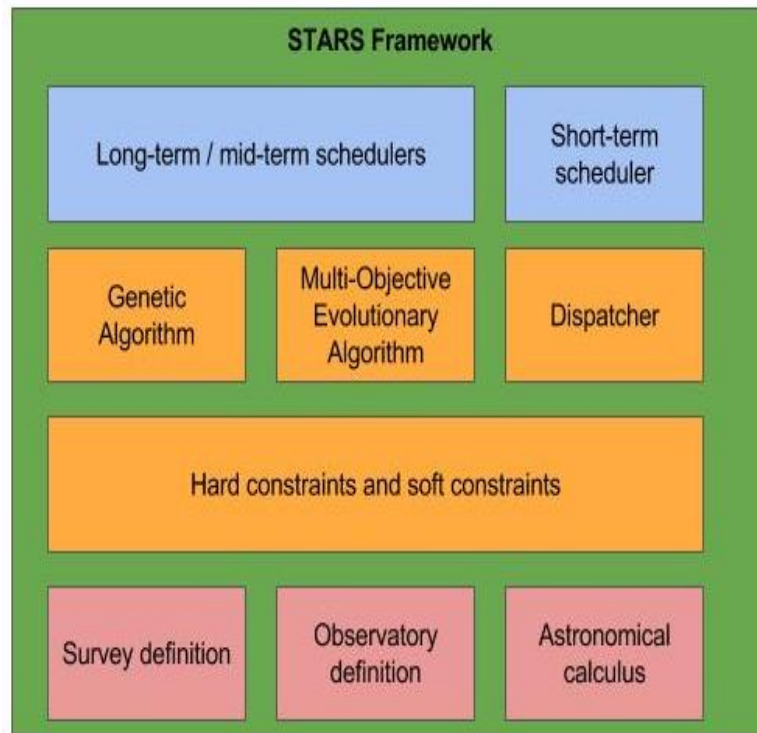 STARS Framework
Long-term / mid-term schedulers
Short-term
scheduler
Genetic
Algorithm
Multi-Objective
Evolutionary
Algorithm
Dispatcher
Hard constraints and soft constraints
Survey definition
Observatory
definition
Astronomical
calculus